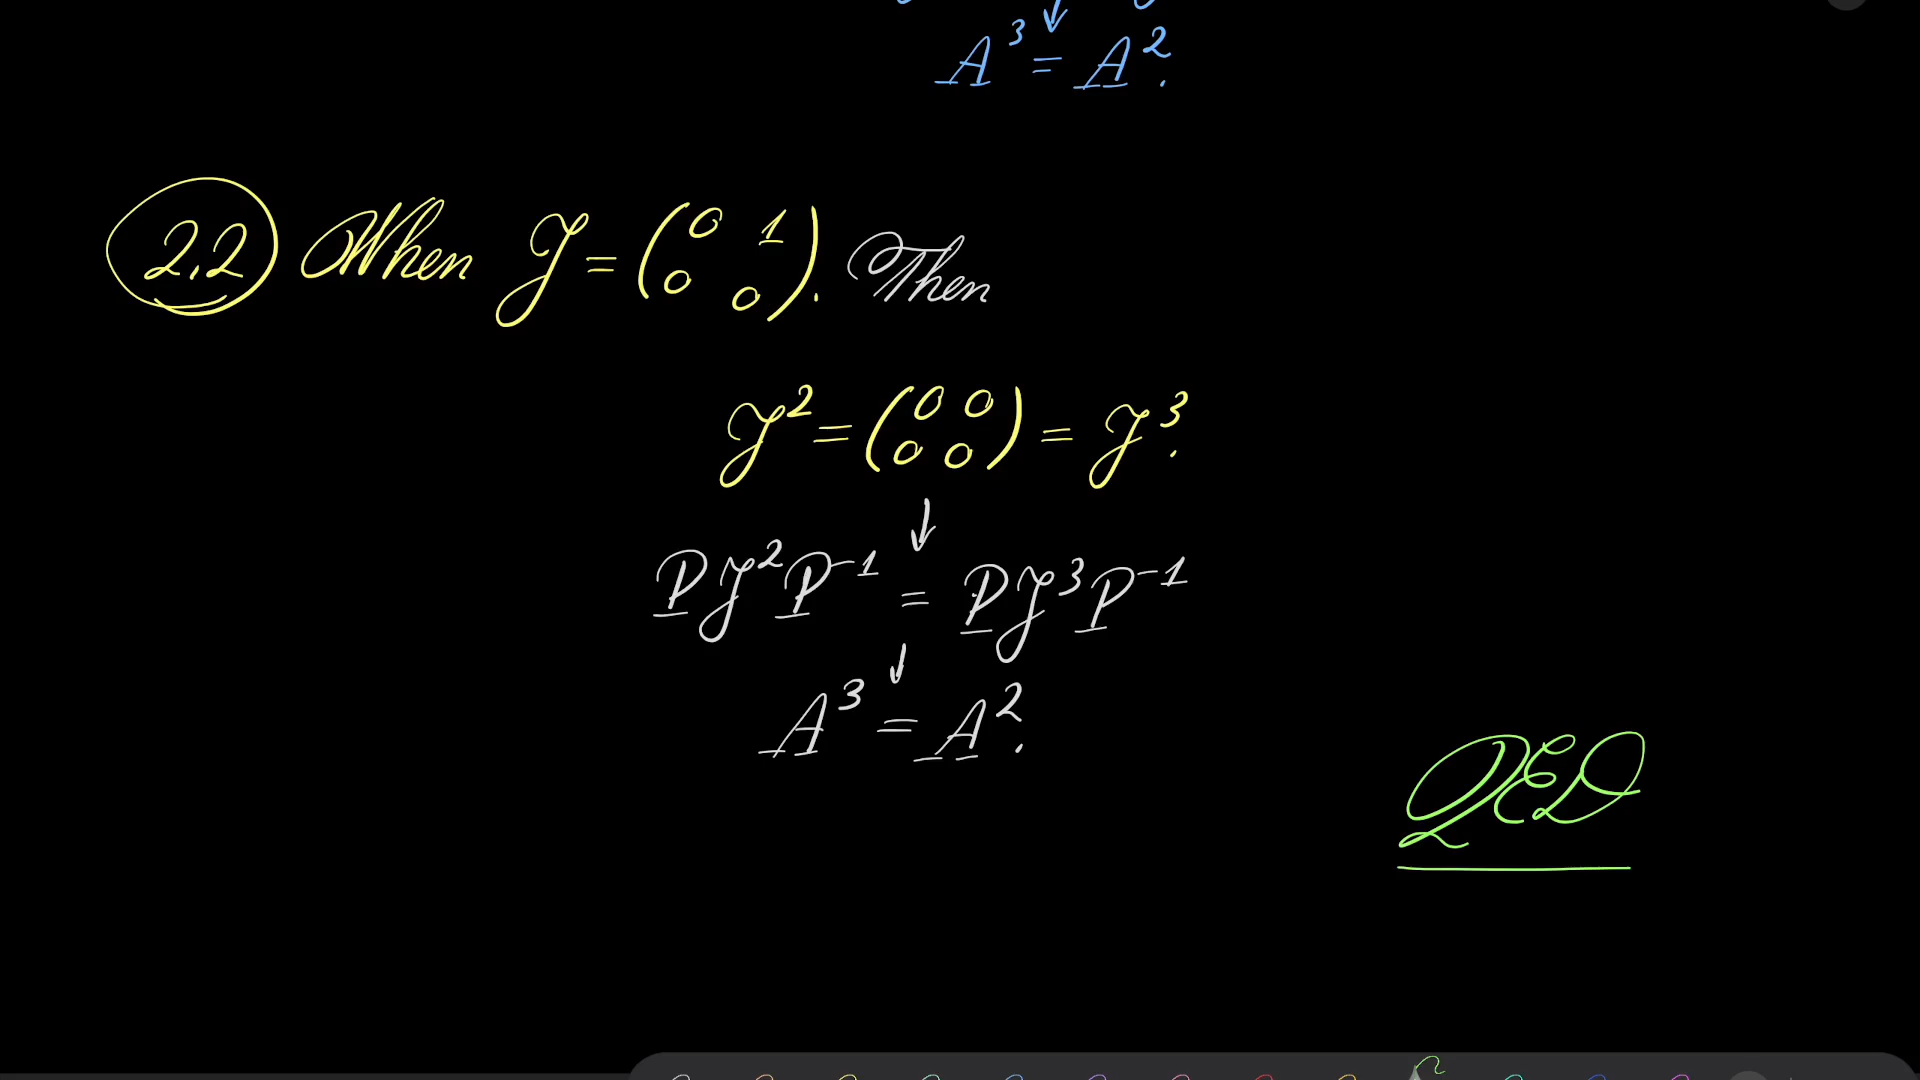 A³ = A².
2.2 When J = (0 1
0 0). Then
J² = (0 0
0 0) = J³.
↓
PJ²P⁻¹ = PJ³P⁻¹
↓
A³ = A².
QED